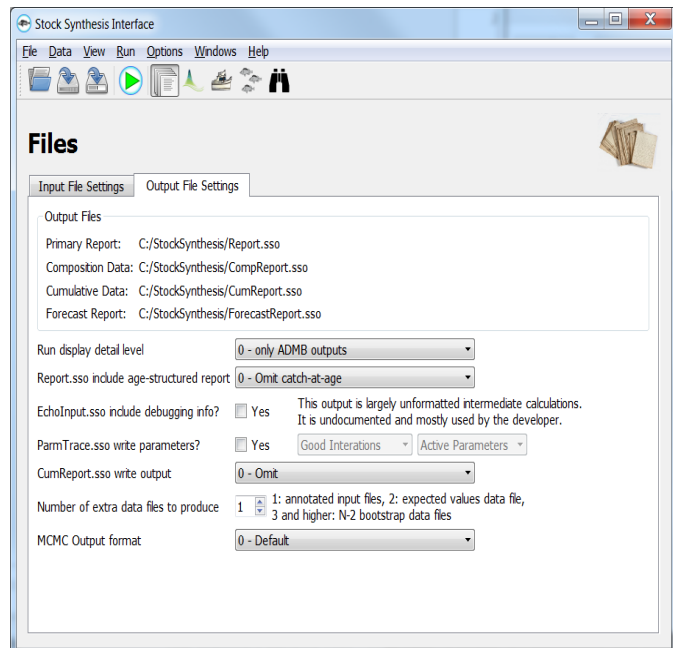 Stock Synthesis Interface
File Data View Run Options Windows Help
Files
Input File Settings
Output File Settings
Output Files
Primary Report: C:/StockSynthesis/Report.sso
Composition Data: C:/StockSynthesis/CompReport.sso
Cumulative Data: C:/StockSynthesis/CumReport.sso
Forecast Report: C:/StockSynthesis/ForecastReport.sso
Run display detail level 0 - only ADMB outputs
Report.sso include age-structured report 0 - Omit catch-at-age
EchoInput.sso include debugging info? Yes
This output is largely unformatted intermediate calculations.
It is undocumented and mostly used by the developer.
ParmTrace.sso write parameters? Yes Good Interations Active Parameters
CumReport.sso write output 0 - Omit
Number of extra data files to produce 1
1: annotated input files, 2: expected values data file,
3 and higher: N-2 bootstrap data files
MCMC Output format 0 - Default